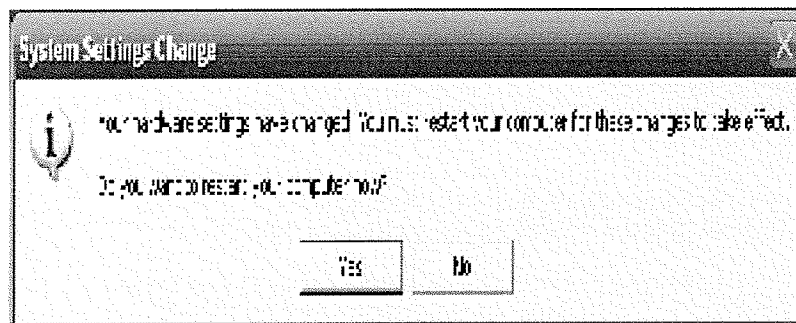 System Settings Change
X
Your hardware settings have changed. You must restart your computer for these changes to take effect.
Do you want to restart your computer now?
Yes
No